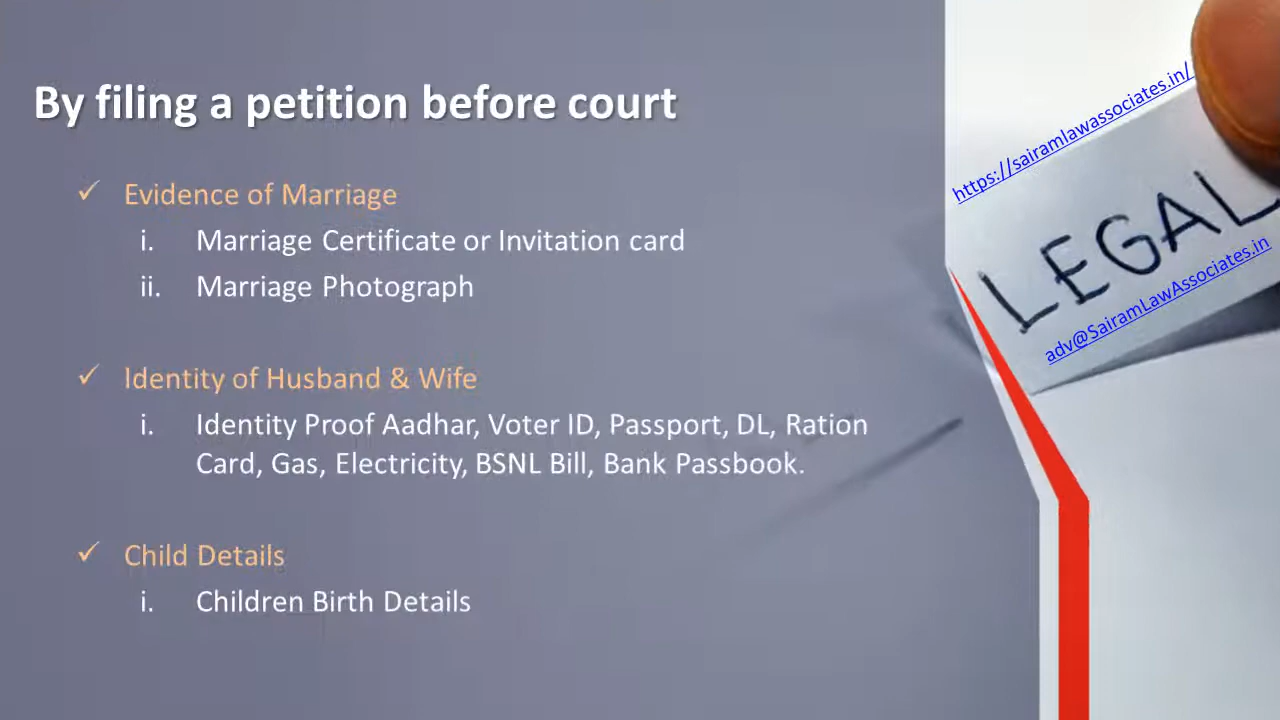 By filing a petition before court
✓ Evidence of Marriage
i. Marriage Certificate or Invitation card
ii. Marriage Photograph
✓ Identity of Husband & Wife
i. Identity Proof Aadhar, Voter ID, Passport, DL, Ration
Card, Gas, Electricity, BSNL Bill, Bank Passbook.
✓ Child Details
i. Children Birth Details
https://sairamlawassociates.in/
LEGAL
adv@SairamLawAssociates.in